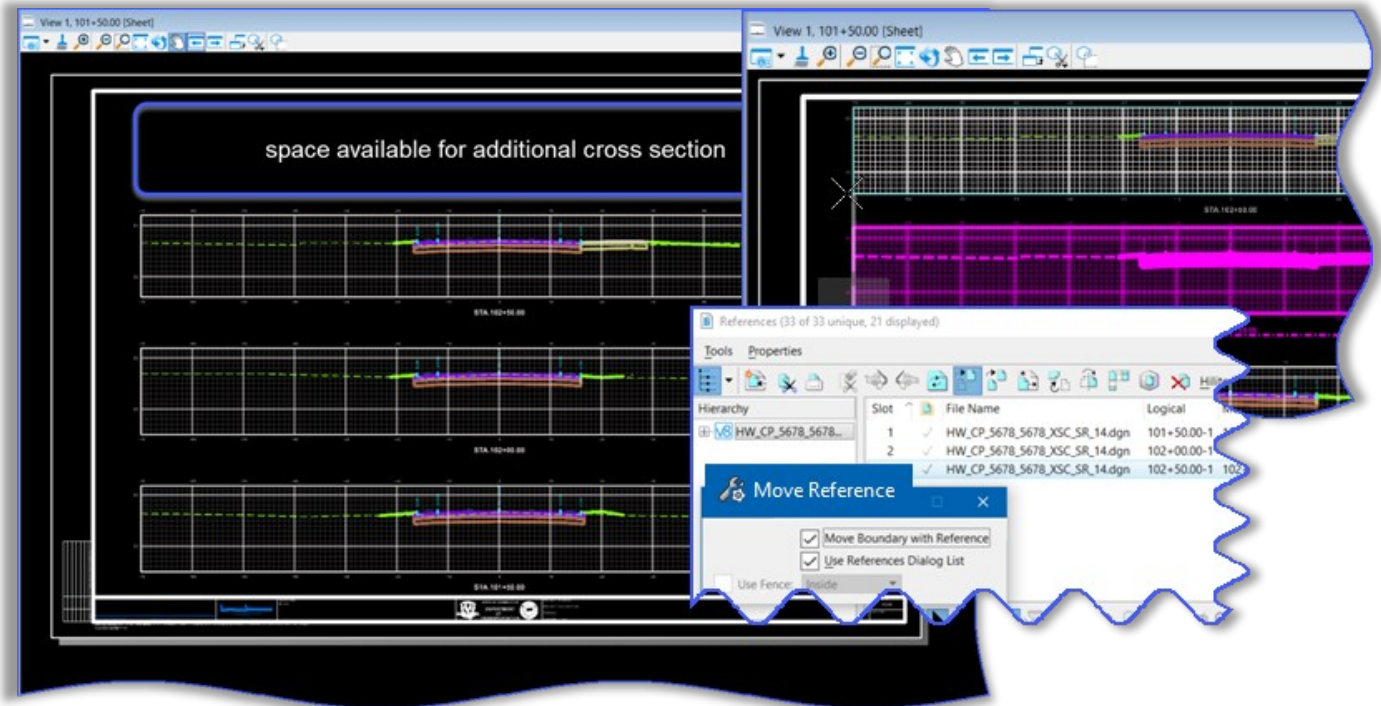 View 1, 101+50.00 [Sheet]
space available for additional cross section
STA.102+50.00
STA.102+00.00
STA.101+50.00
View 1, 101+50.00 [Sheet]
STA.102+50.00
References (33 of 33 unique, 21 displayed)
Tools Properties
Hierarchy
Slot File Name Logical
HW_CP_5678_5678...
1 HW_CP_5678_5678_XSC_SR_14.dgn 101+50.00-1
2 HW_CP_5678_5678_XSC_SR_14.dgn 102+00.00-1
HW_CP_5678_5678_XSC_SR_14.dgn 102+50.00-1
Move Reference
Move Boundary with Reference
Use References Dialog List
Use Fence: Inside